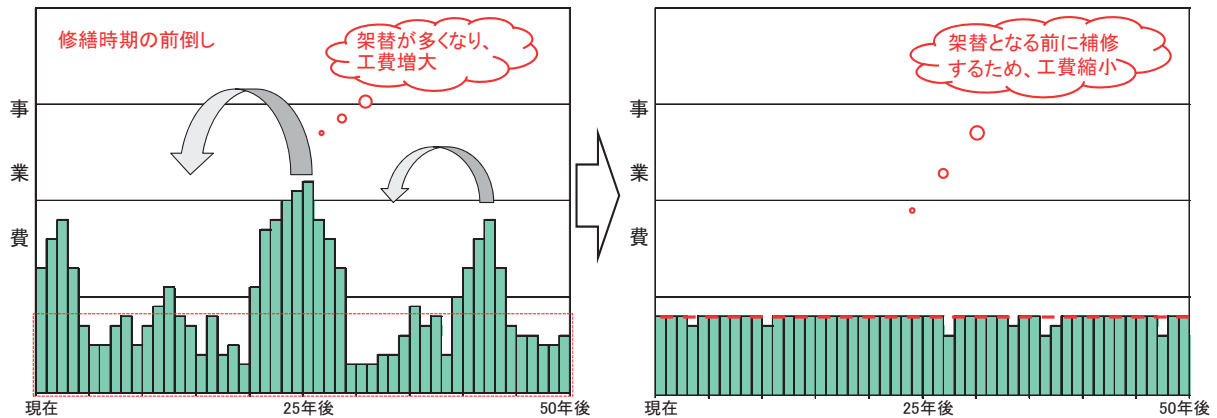 修繕時期の前倒し
架替が多くなり、
工費増大
事業費
現在
25年後
50年後
架替となる前に補修
するため、工費縮小
事業費
現在
25年後
50年後